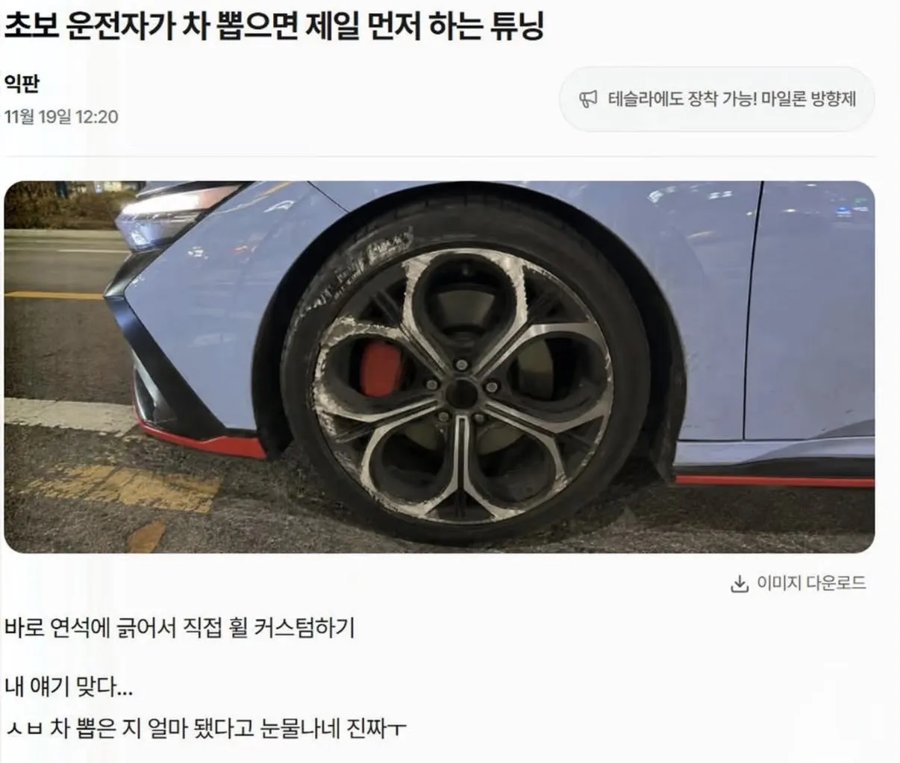 초보 운전자가 차 뽑으면 제일 먼저 하는 튜닝
익판
11월 19일 12:20
테슬라에도 장착 가능! 마일론 방향제
이미지 다운로드
바로 연석에 긁어서 직접 휠 커스텀하기
내 얘기 맞다...
ㅅㅂ 차 뽑은 지 얼마 됐다고 눈물나네 진짜ㅜ